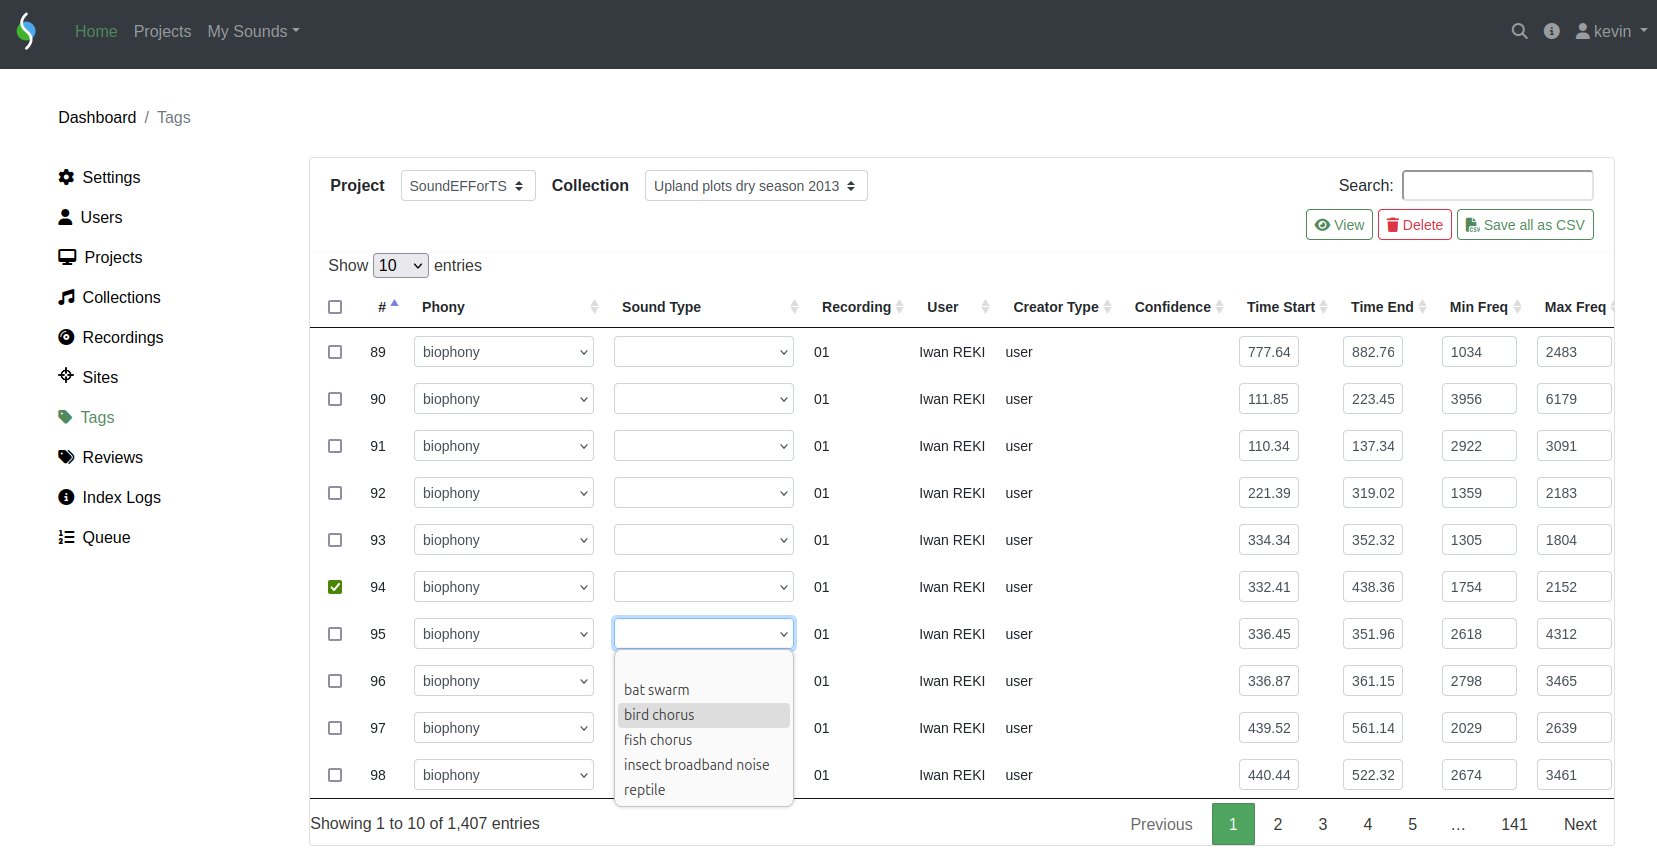 Home Projects My Sounds kevin
Dashboard / Tags
Settings
Users
Projects
Collections
Recordings
Sites
Tags
Reviews
Index Logs
Queue
Project SoundEFForTS Collection Upland plots dry season 2013 Search:
View Delete CSV Save all as CSV
Show 10 entries
# Phony Sound Type Recording User Creator Type Confidence Time Start Time End Min Freq Max Freq
89 biophony 01 Iwan REKI user 777.64 882.76 1034 2483
90 biophony 01 Iwan REKI user 111.85 223.45 3956 6179
91 biophony 01 Iwan REKI user 110.34 137.34 2922 3091
92 biophony 01 Iwan REKI user 221.39 319.02 1359 2183
93 biophony 01 Iwan REKI user 334.34 352.32 1305 1804
94 biophony 01 Iwan REKI user 332.41 438.36 1754 2152
95 biophony 01 Iwan REKI user 336.45 351.96 2618 4312
96 biophony 01 Iwan REKI user 336.87 361.15 2798 3465
97 biophony 01 Iwan REKI user 439.52 561.14 2029 2639
98 biophony 01 Iwan REKI user 440.44 522.32 2674 3461
bat swarm
bird chorus
fish chorus
insect broadband noise
reptile
Showing 1 to 10 of 1,407 entries Previous 1 2 3 4 5 … 141 Next